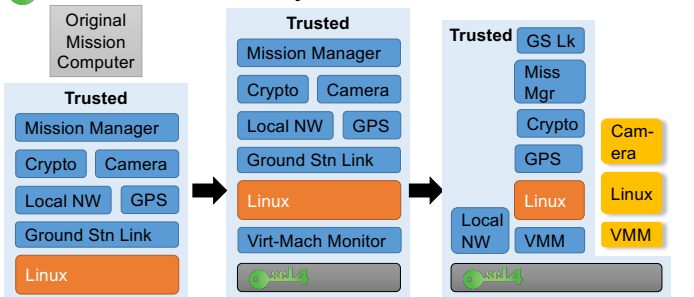 Original
Mission
Computer
Trusted
Mission Manager
Crypto
Camera
Local NW
GPS
Ground Stn Link
Linux
Trusted
Mission Manager
Crypto
Camera
Local NW
GPS
Ground Stn Link
Linux
Virt-Mach Monitor
seL4
Trusted
GS Lk
Miss
Mgr
Crypto
GPS
Linux
Local
NW
VMM
Cam-
era
Linux
VMM
seL4